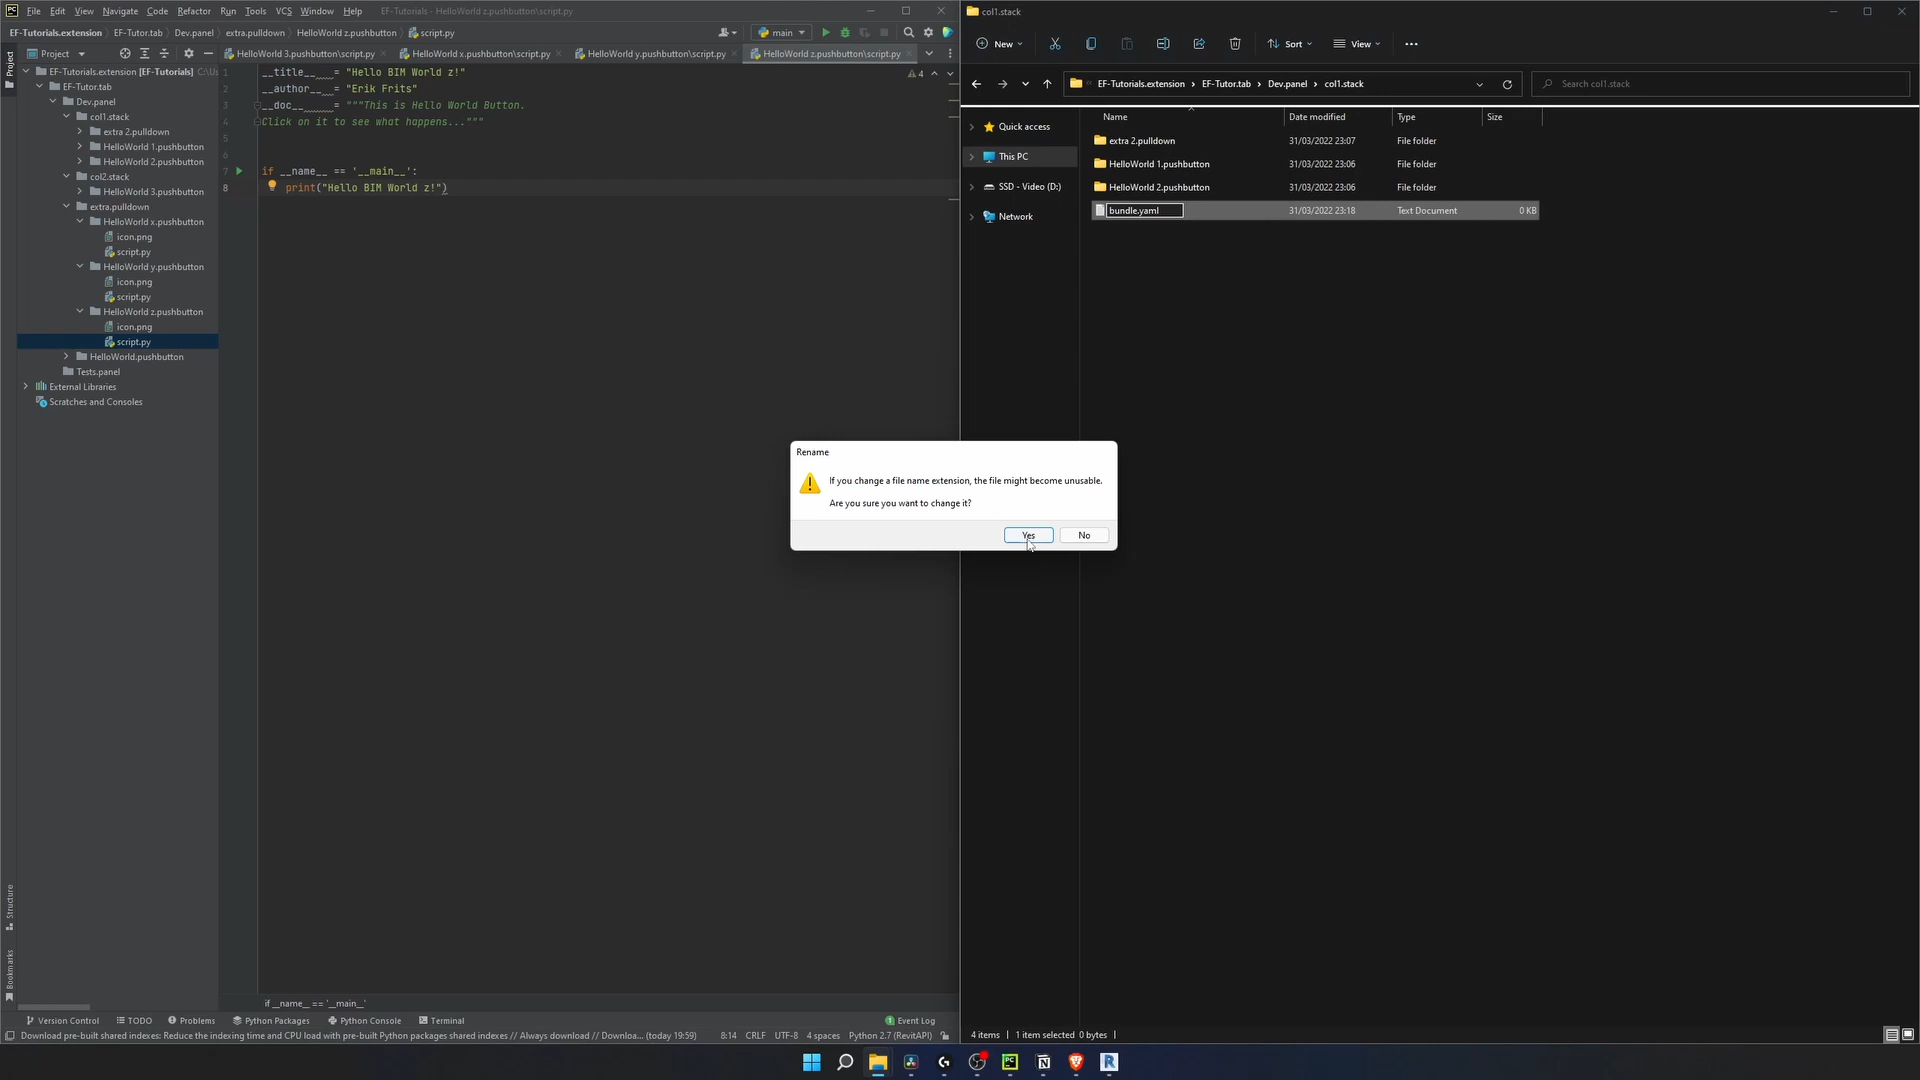 File Edit View Navigate Code Refactor Run Tools VCS Window Help EF-Tutorials - HelloWorld z.pushbutton\script.py
EF-Tutorials.extension EF-Tutor.tab Dev.panel extra.pulldown HelloWorld z.pushbutton script.py main
Project HelloWorld 3.pushbutton\script.py HelloWorld x.pushbutton\script.py HelloWorld y.pushbutton\script.py HelloWorld z.pushbutton\script.py
Project
EF-Tutorials.extension [EF-Tutorials] C:\Us
EF-Tutor.tab
Dev.panel
col1.stack
extra 2.pulldown
HelloWorld 1.pushbutton
HelloWorld 2.pushbutton
col2.stack
HelloWorld 3.pushbutton
extra.pulldown
HelloWorld x.pushbutton
icon.png
script.py
HelloWorld y.pushbutton
icon.png
script.py
HelloWorld z.pushbutton
icon.png
script.py
HelloWorld.pushbutton
Tests.panel
External Libraries
Scratches and Consoles
1 __title__ = "Hello BIM World z!"
2 __author__ = "Erik Frits"
3 __doc__ = """This is Hello World Button.
4 Click on it to see what happens..."""
5
6
7 if __name__ == '__main__':
8 print("Hello BIM World z!")
4
Structure
Bookmarks
if __name__ == '__main__'
Version Control TODO Problems Python Packages Python Console Terminal Event Log
Download pre-built shared indexes: Reduce the indexing time and CPU load with pre-built Python packages shared indexes // Always download // Downloa... (today 19:59) 8:14 CRLF UTF-8 4 spaces Python 2.7 (RevitAPI)
col1.stack
New Sort View
EF-Tutorials.extension EF-Tutor.tab Dev.panel col1.stack Search col1.stack
Quick access
This PC
SSD - Video (D:)
Network
Name Date modified Type Size
extra 2.pulldown 31/03/2022 23:07 File folder
HelloWorld 1.pushbutton 31/03/2022 23:06 File folder
HelloWorld 2.pushbutton 31/03/2022 23:06 File folder
bundle.yaml 31/03/2022 23:18 Text Document 0 KB
Rename
If you change a file name extension, the file might become unusable.
Are you sure you want to change it?
Yes No
4 items 1 item selected 0 bytes